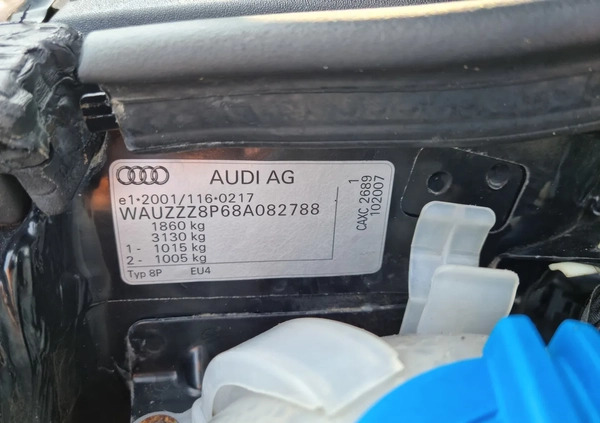 AUDI AG
e1*2001/116*0217
WAUZZZ8P68A082788
1860 kg
3130 kg
1- 1015 kg
2- 1005 kg
Typ 8P EU4
CAXC 2689 1
102007